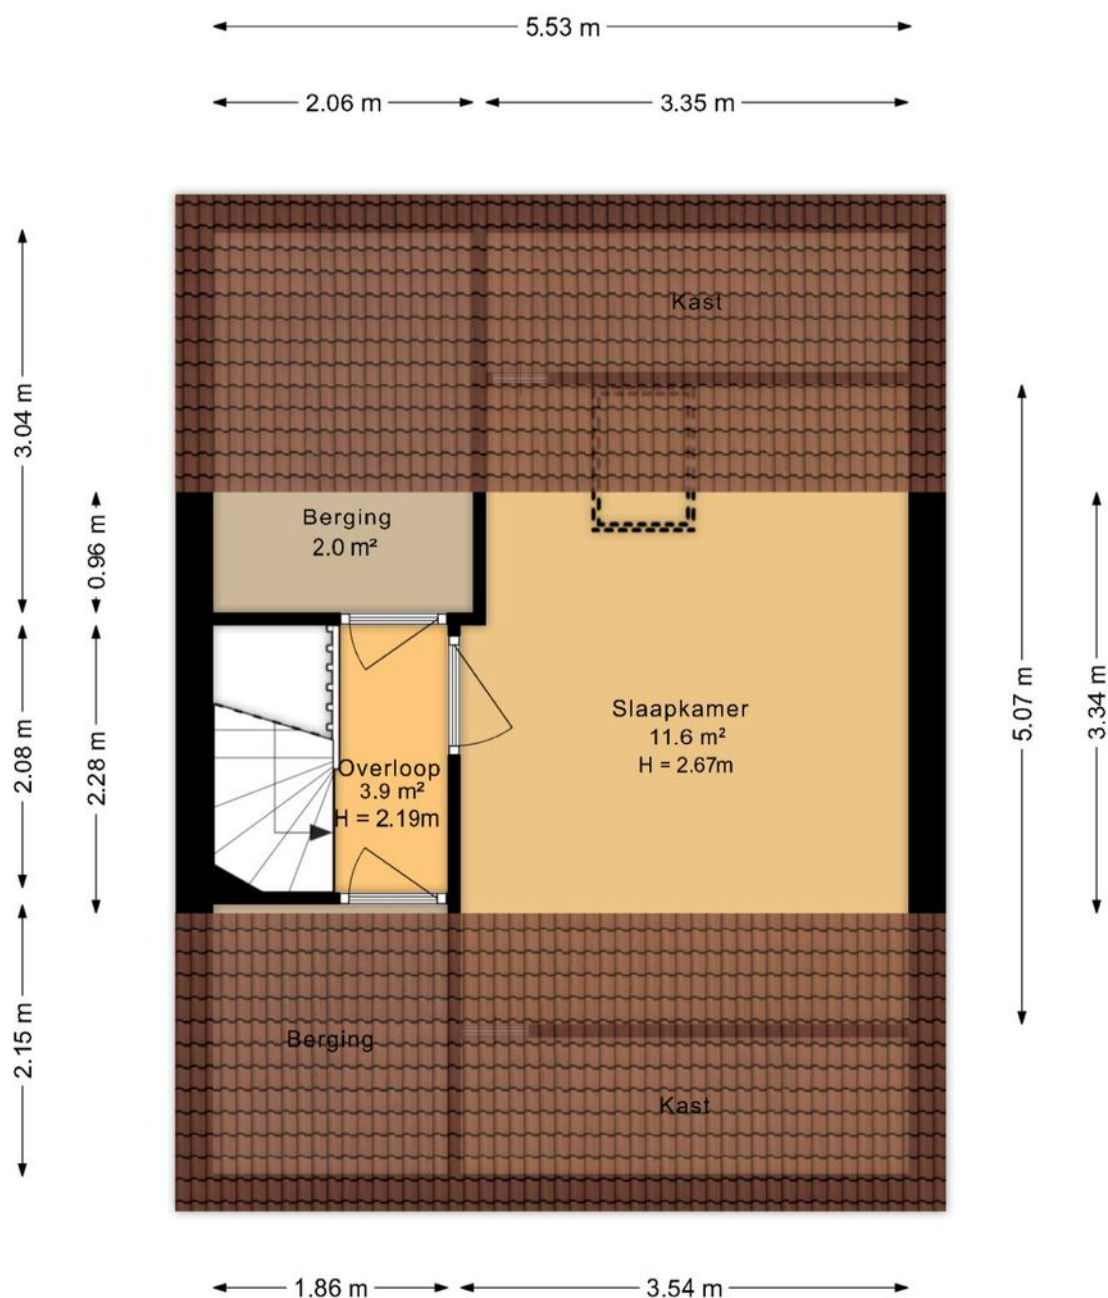 5.53 m
2.06 m
3.35 m
Kast
3.04 m
0.96 m
Berging
2.0 m²
Slaapkamer
11.6 m²
H = 2.67m
Overloop
3.9 m²
H = 2.19m
5.07 m
3.34 m
2.08 m
2.28 m
2.15 m
Berging
Kast
1.86 m
3.54 m